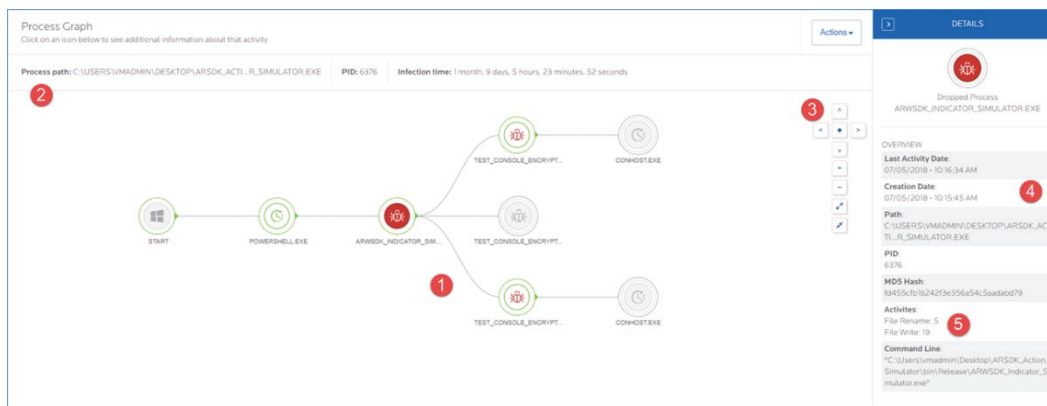 Process Graph
Click on an icon below to see additional information about that activity
Actions
Process path: C:\USERS\VMADMIN\DESKTOP\ARSDK_ACTI...R_SIMULATOR.EXE PID: 6376 Infection time: 1 month, 9 days, 5 hours, 23 minutes, 52 seconds
2
3
TEST_CONSOLE_ENCRYPT...
CONHOST.EXE
START
POWERSHELL.EXE
ARWSDK_INDICATOR_SIM...
TEST_CONSOLE_ENCRYPT...
1
TEST_CONSOLE_ENCRYPT...
CONHOST.EXE
DETAILS
Dropped Process
ARWSDK_INDICATOR_SIMULATOR.EXE
OVERVIEW
Last Activity Date:
07/05/2018 - 10:16:34 AM
Creation Date:
07/05/2018 - 10:15:45 AM
4
Path:
C:\USERS\VMADMIN\DESKTOP\ARSDK_AC
TI...R_SIMULATOR.EXE
PID:
6376
MD5 Hash:
fd455cfb1b242f3e356a54c5aadabd79
Activites:
File Rename: 5
File Write: 19
5
Command Line:
"C:\Users\vmadmin\Desktop\ARSDK_Action_
Simulator\bin\Release\ARWSDK_Indicator_S
mulator.exe"